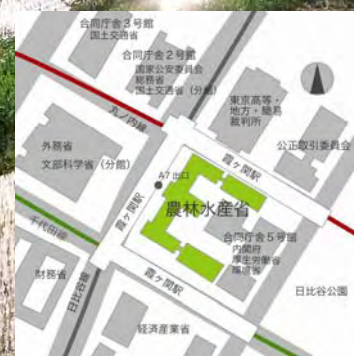 合同庁舎3号館
国土交通省
合同庁舎2号館
国家公安委員会
総務省
国土交通省（分館）
丸ノ内線
東京高等・
地方・簡易
裁判所
公正取引委員会
外務省
文部科学省（分館）
霞ヶ関駅
A7出口
農林水産省
霞ヶ関駅
千代田線
合同庁舎5号館
内閣府
厚生労働省
環境省
財務省
日比谷線
霞ヶ関駅
日比谷公園
経済産業省